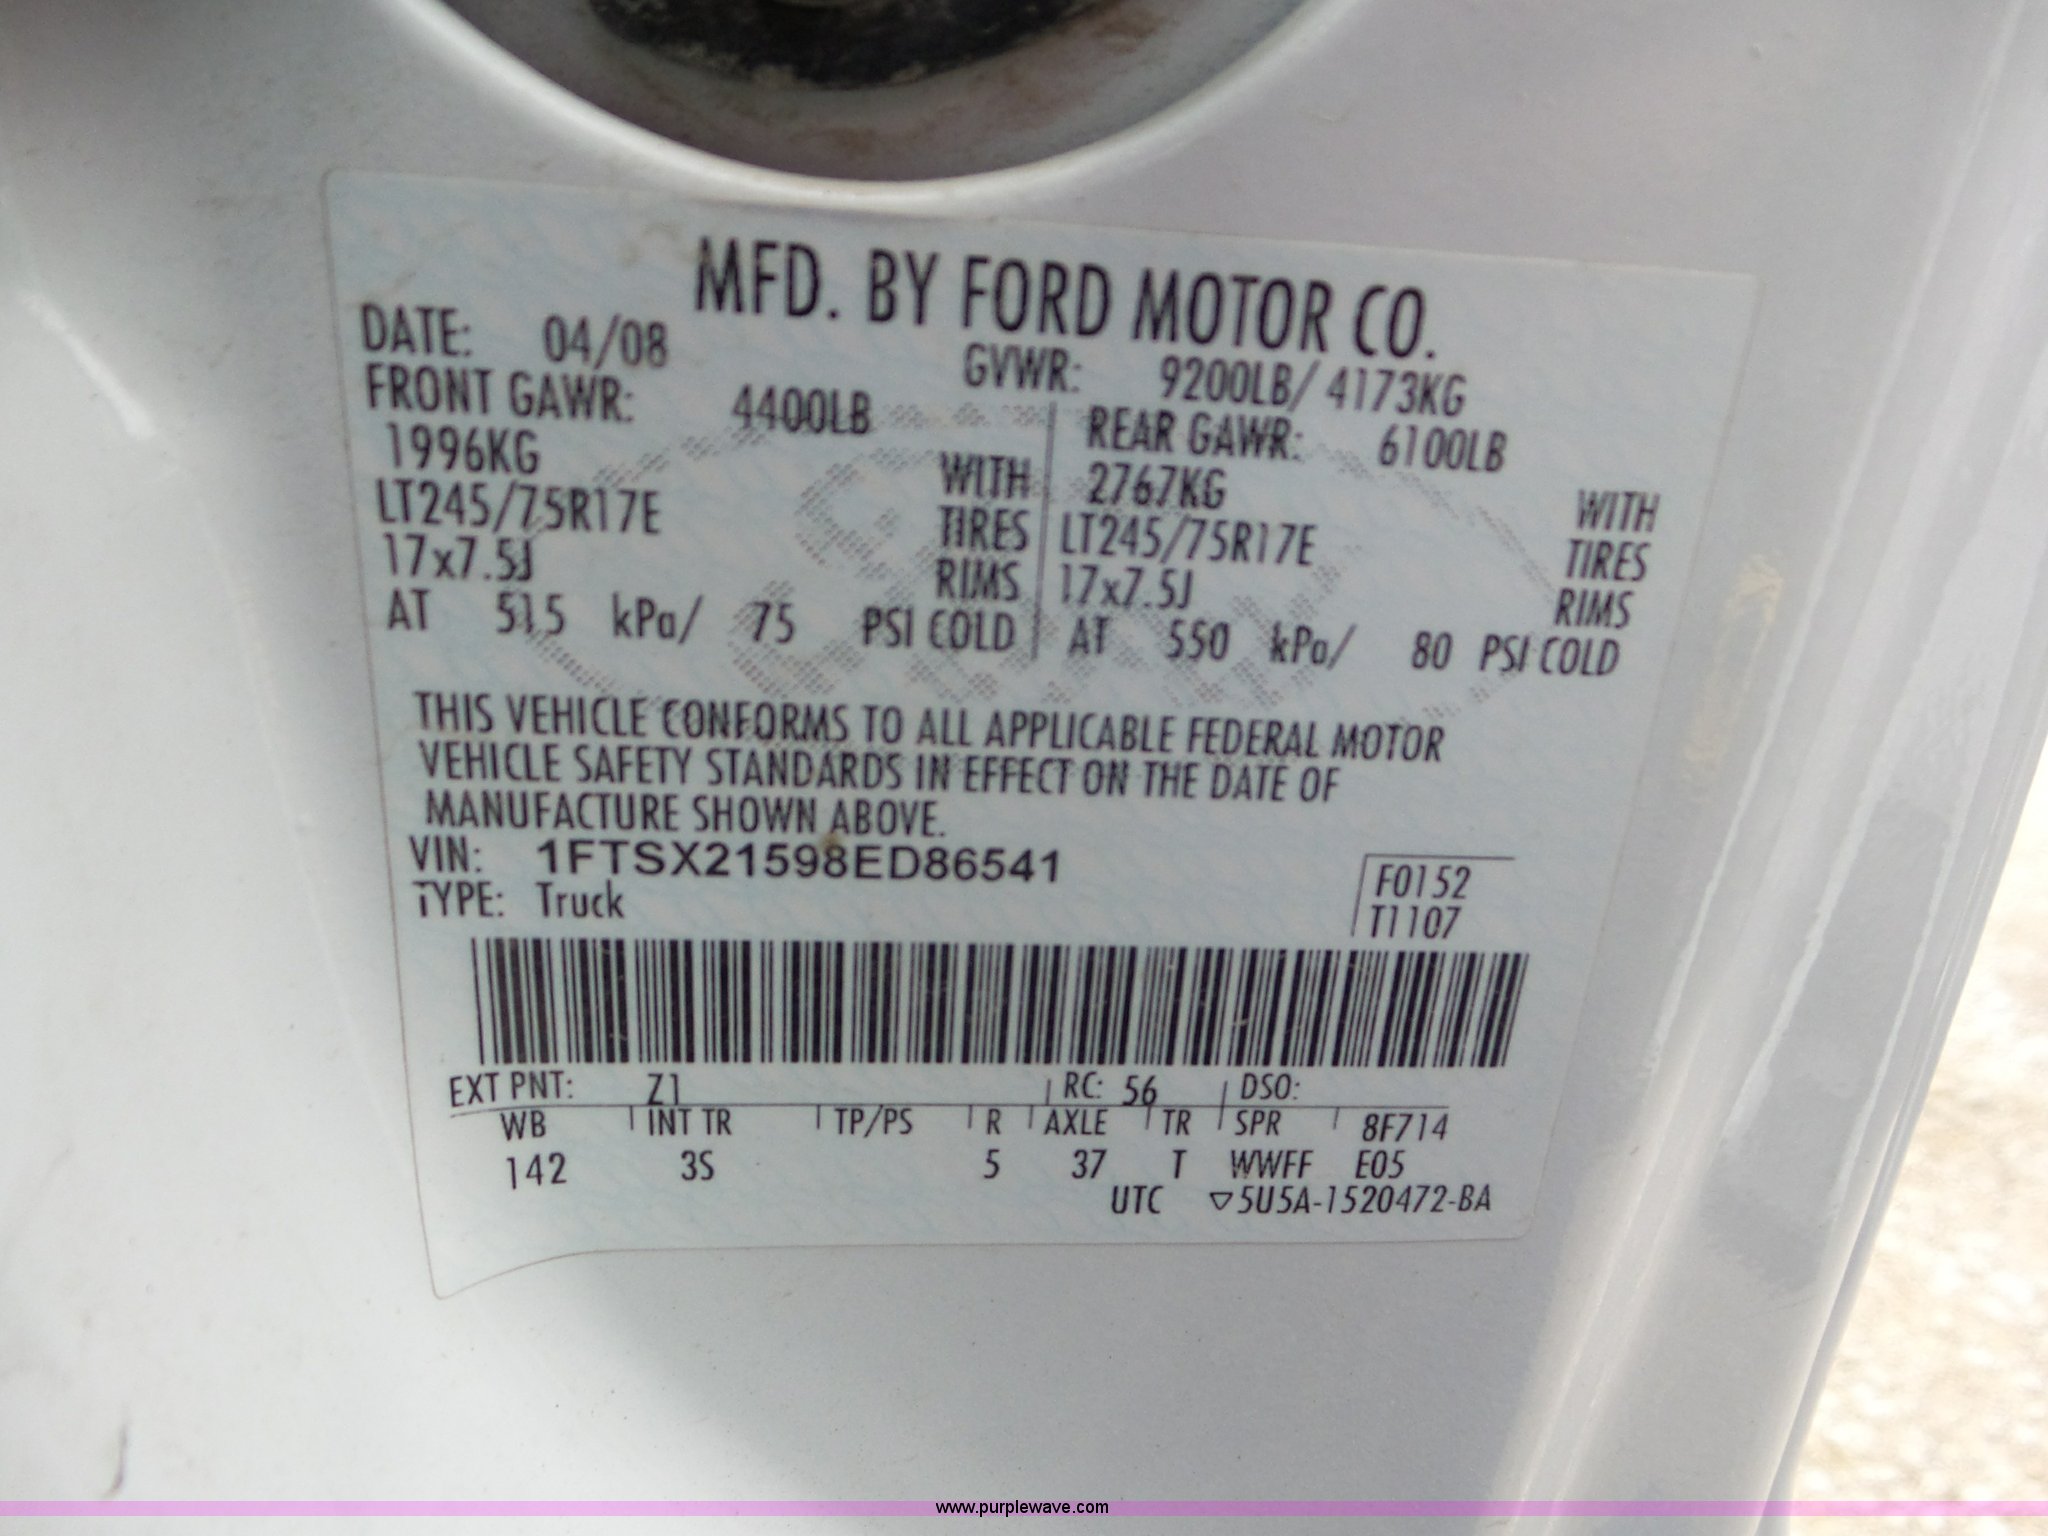 MFD. BY FORD MOTOR CO.
DATE: 04/08 GVWR: 9200LB/ 4173KG
FRONT GAWR: 4400LB REAR GAWR: 6100LB
1996KG WITH 2767KG WITH
LT245/75R17E TIRES LT245/75R17E TIRES
17x7.5J RIMS 17x7.5J RIMS
AT 515 kPa/ 75 PSI COLD AT 550 kPa/ 80 PSI COLD
THIS VEHICLE CONFORMS TO ALL APPLICABLE FEDERAL MOTOR
VEHICLE SAFETY STANDARDS IN EFFECT ON THE DATE OF
MANUFACTURE SHOWN ABOVE.
VIN: 1FTSX21598ED86541 F0152
TYPE: Truck T1107
EXT PNT: Z1 RC: 56 DSO:
WB INT TR TP/PS R AXLE TR SPR 8F714
142 3S 5 37 T WWFF E05
UTC ▽5U5A-1520472-BA
www.purplewave.com